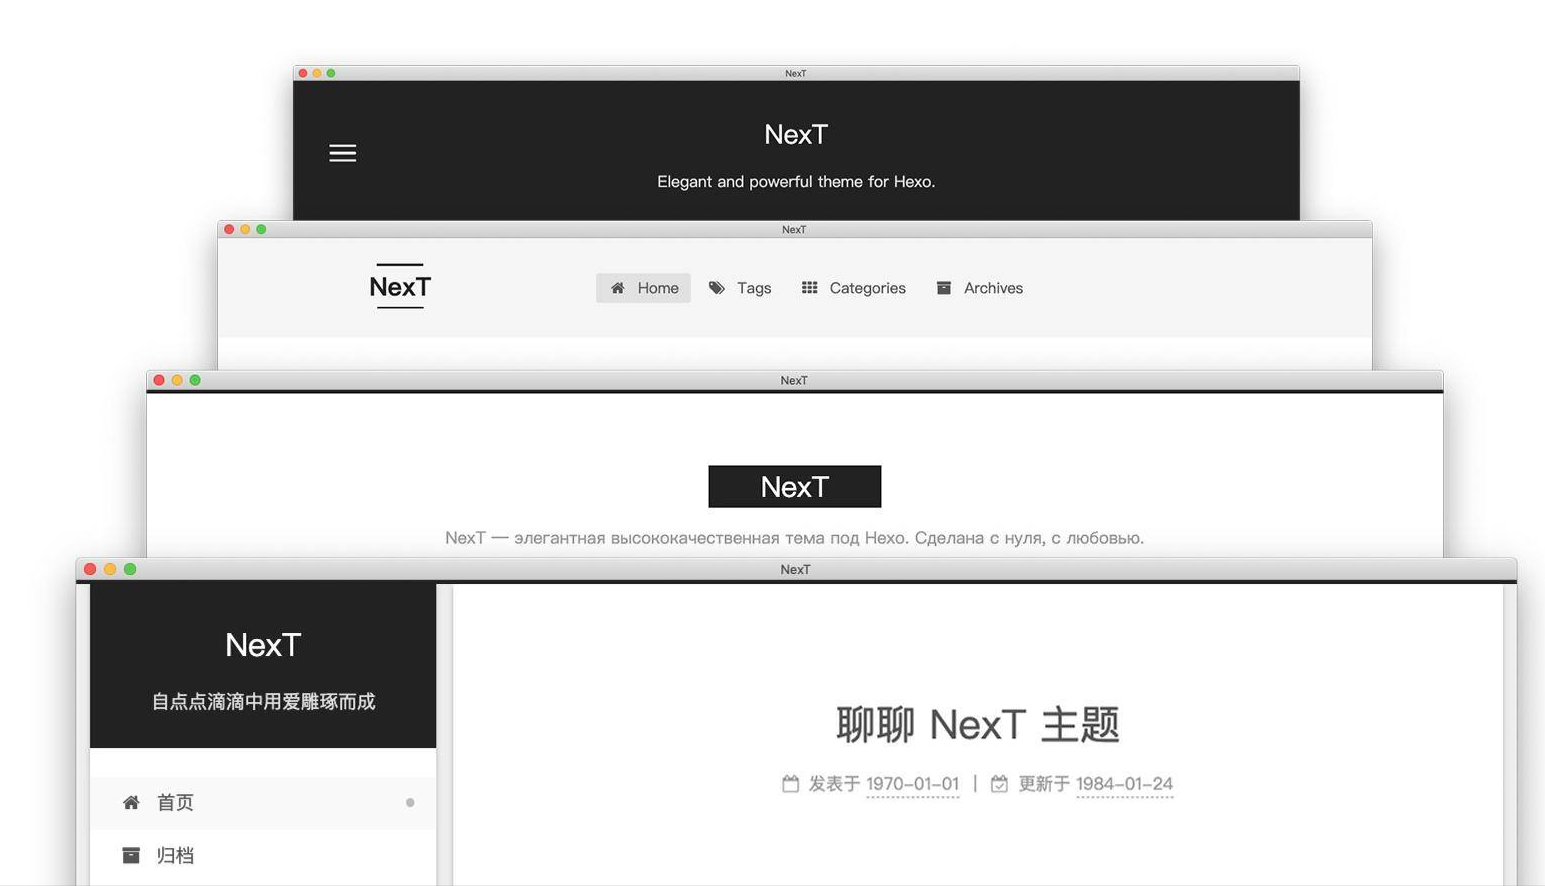 NexT
NexT
Elegant and powerful theme for Hexo.
NexT
NexT
Home Tags Categories Archives
NexT
NexT
NexT — элегантная высококачественная тема под Hexo. Сделана с нуля, с любовью.
NexT
NexT
自点点滴滴中用爱雕琢而成
首页
归档
聊聊 NexT 主题
发表于 1970-01-01 | 更新于 1984-01-24